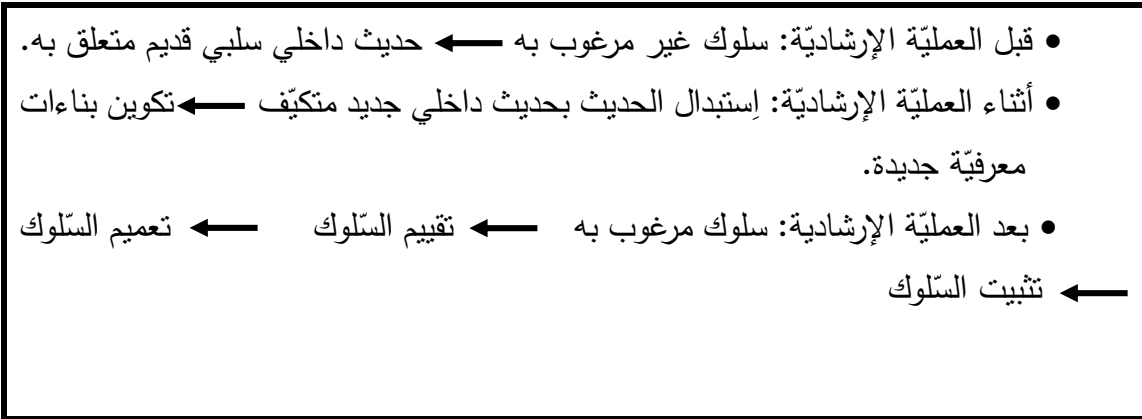 • قبل العمليّة الإرشاديّة: سلوك غير مرغوب به ← حديث داخلي سلبي قديم متعلق به.
• أثناء العمليّة الإرشاديّة: اِستبدال الحديث بحديث داخلي جديد متكيّف ←تكوين بناءات
معرفيّة جديدة.
• بعد العمليّة الإرشادية: سلوك مرغوب به ← تقييم السّلوك ← تعميم السّلوك
← تثبيت السّلوك